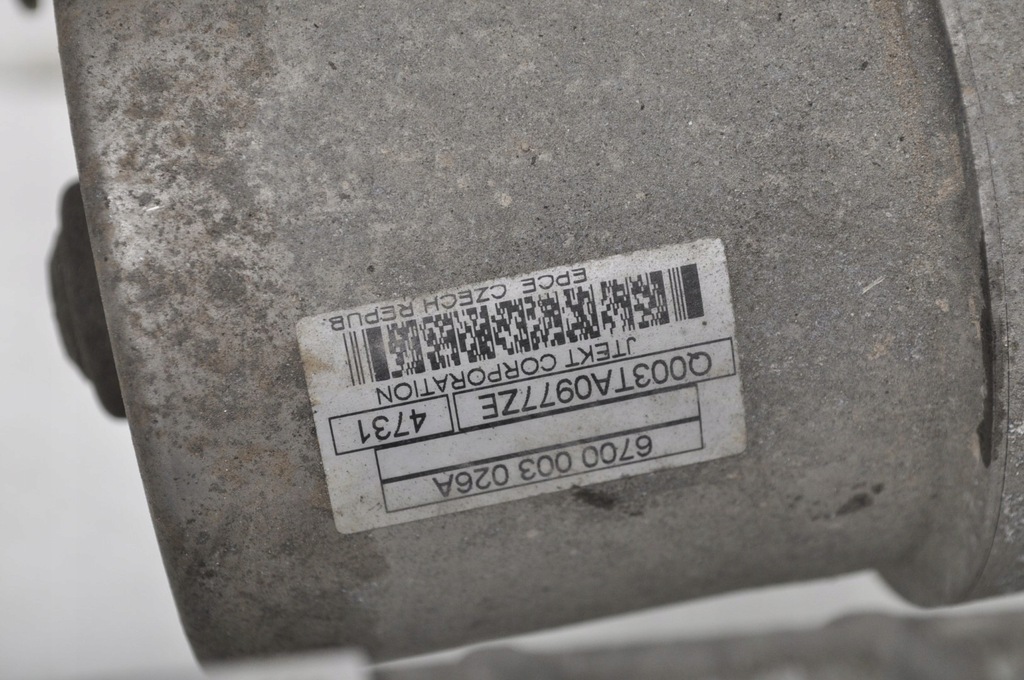 6700 003 026A
Q003TA0977ZE 4731
JTEKT CORPORATION
EPCE CZECH REPUB.